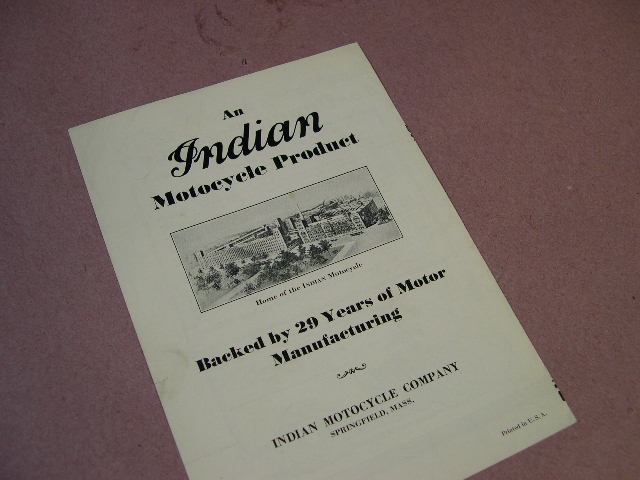 An
Indian
Motocycle Product
Home of the INDIAN Motocycle
Backed by 29 Years of Motor
Manufacturing
INDIAN MOTOCYCLE COMPANY
SPRINGFIELD, MASS.
Printed in U. S. A.